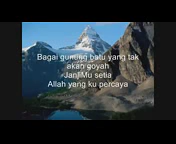 Bagai gunung batu yang tak
akan goyah
JanjiMu setia
Allah yang ku percaya